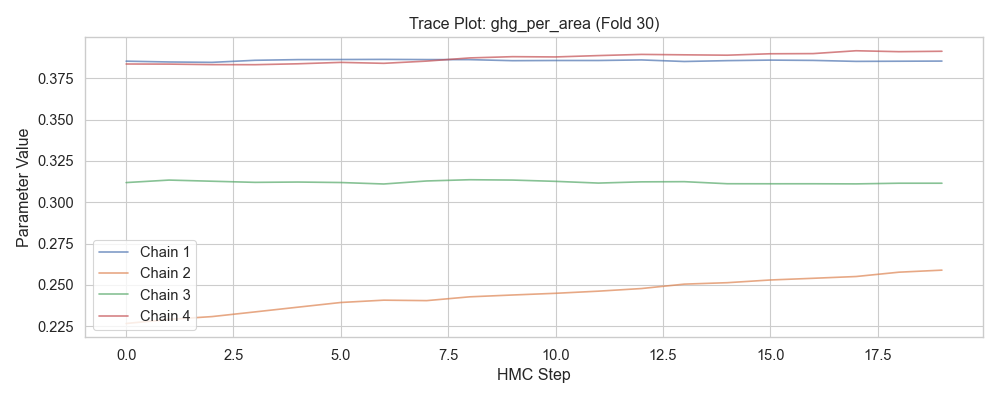 Trace Plot: ghg_per_area (Fold 30)
Parameter Value
0.375
0.350
0.325
0.300
0.275
0.250
0.225
Chain 1
Chain 2
Chain 3
Chain 4
0.0 2.5 5.0 7.5 10.0 12.5 15.0 17.5
HMC Step